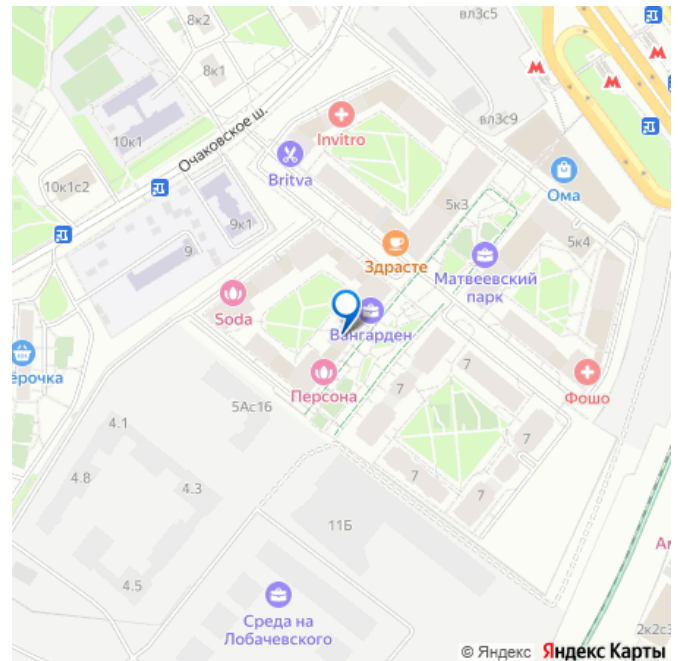 8к2
вл3с5
8к1
10к1
вл3с9
Очаковское ш.
Invitro
Britva
10к1с2
Ома
5к3
9к1
5к4
9
Здрасте
Матвеевский
парк
Soda
Вангарден
ёрочка
Персона
7
7
Фошо
5Ас16
4.1
7
7
7
4.8
4.3
11Б
4.5
Среда на
Лобачевского
2к2с3
© Яндекс Яндекс Карты